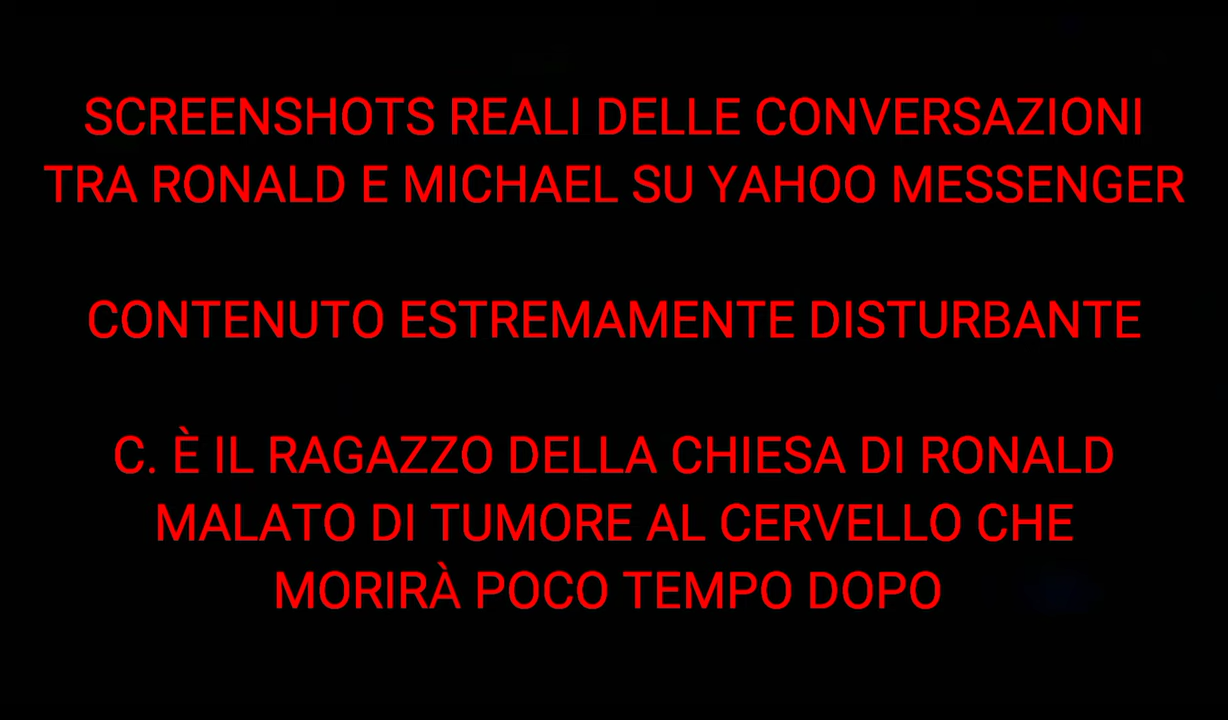 SCREENSHOTS REALI DELLE CONVERSAZIONI
TRA RONALD E MICHAEL SU YAHOO MESSENGER
CONTENUTO ESTREMAMENTE DISTURBANTE
C. È IL RAGAZZO DELLA CHIESA DI RONALD
MALATO DI TUMORE AL CERVELLO CHE
MORIRÀ POCO TEMPO DOPO